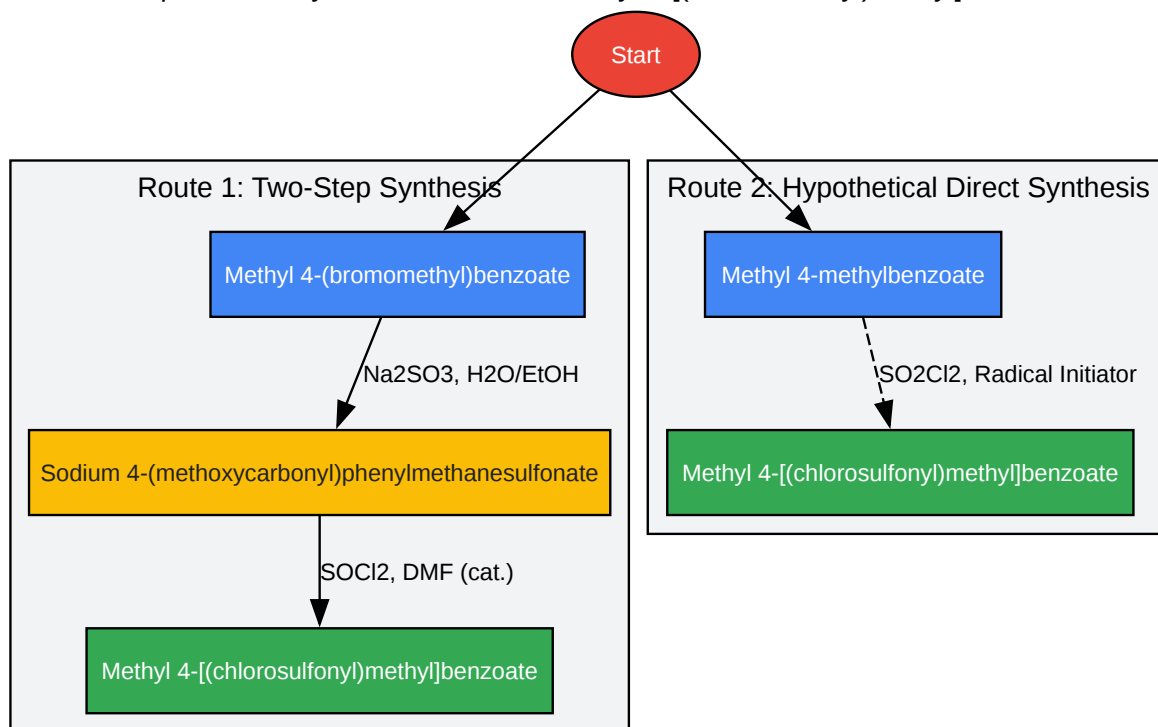 Start
Route 1: Two-Step Synthesis
Methyl 4-(bromomethyl)benzoate
Na2SO3, H2O/EtOH
Sodium 4-(methoxycarbonyl)phenylmethanesulfonate
SOCl2, DMF (cat.)
Methyl 4-[(chlorosulfonyl)methyl]benzoate
Route 2: Hypothetical Direct Synthesis
Methyl 4-methylbenzoate
SO2Cl2, Radical Initiator
Methyl 4-[(chlorosulfonyl)methyl]benzoate